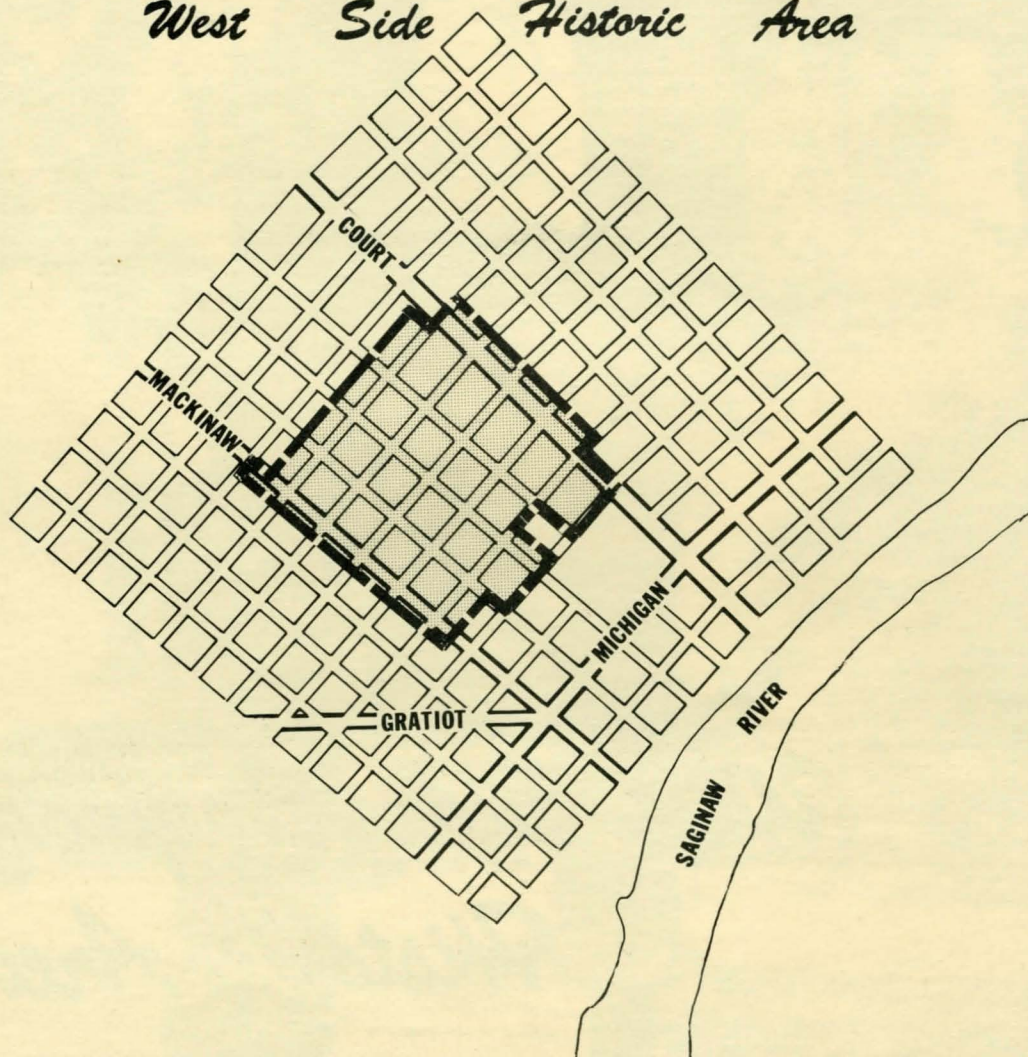 West Side Historic Area
COURT
MACKINAW
MICHIGAN
GRATIOT
SAGINAW RIVER